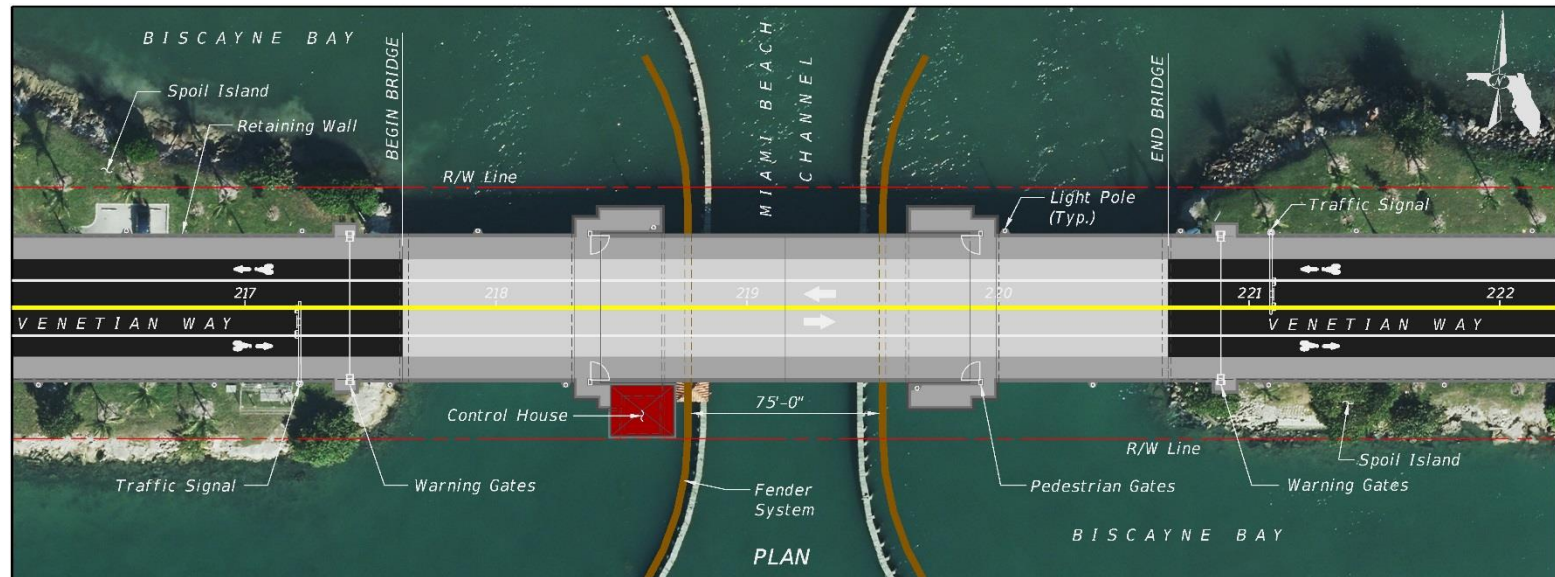 BISCAYNE BAY
Spoil Island
Retaining Wall
BEGIN BRIDGE
R/W Line
MIAMI BEACH
CHANNEL
Light Pole
(Typ.)
END BRIDGE
Traffic Signal
N
217
218
219
220
221
222
VENETIAN WAY
VENETIAN WAY
Control House
75'-0"
R/W Line
Spoil Island
Traffic Signal
Warning Gates
Fender
System
Pedestrian Gates
Warning Gates
BISCAYNE BAY
PLAN